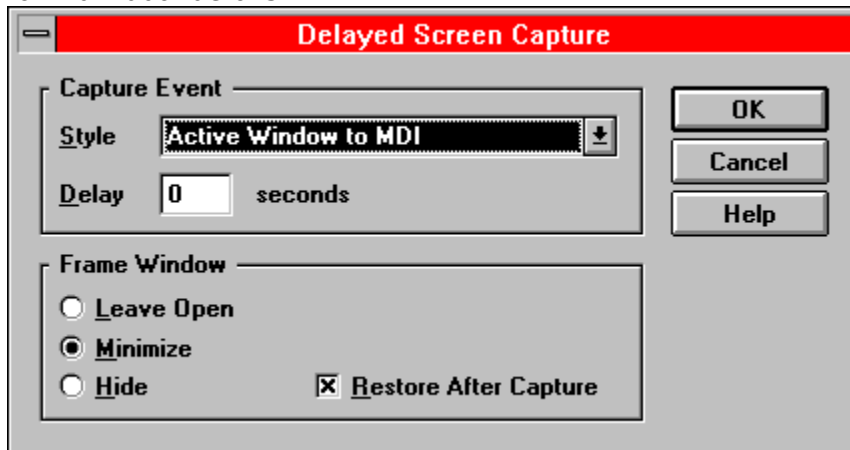 Delayed Screen Capture
Capture Event
Style Active Window to MDI
Delay 0 seconds
OK
Cancel
Help
Frame Window
Leave Open
Minimize
Hide
Restore After Capture